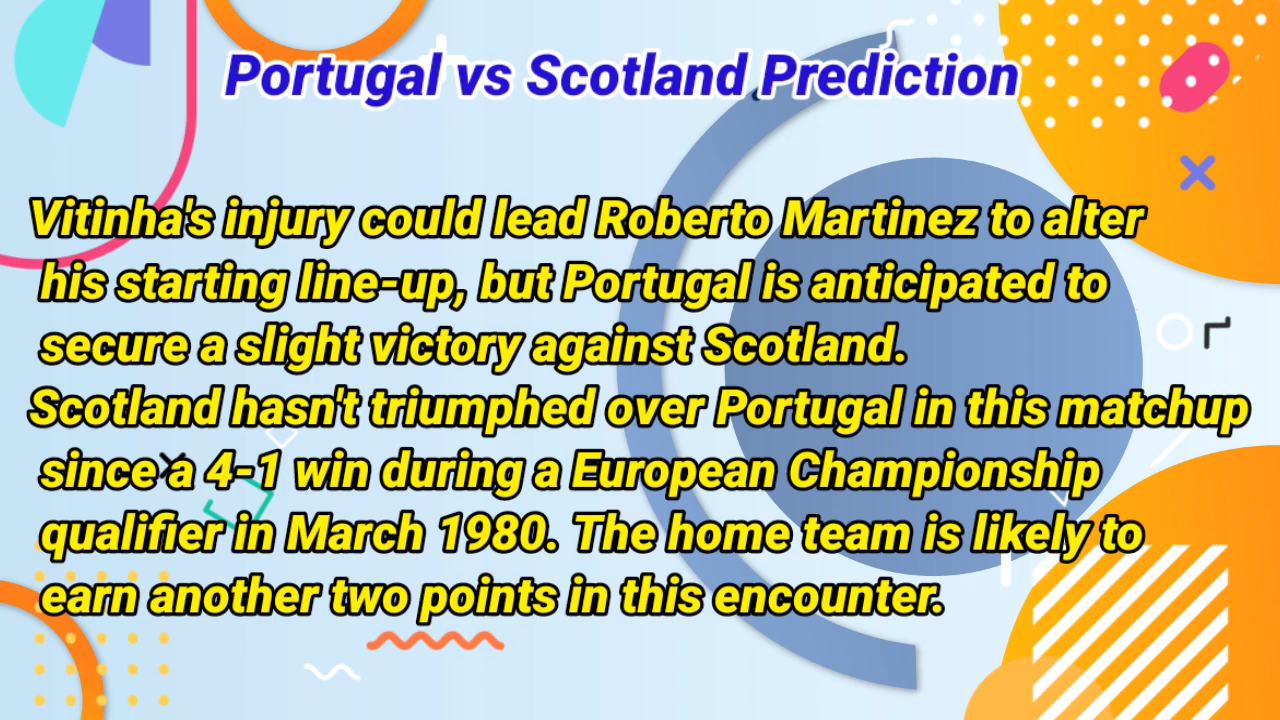 Portugal vs Scotland Prediction
Vitinha's injury could lead Roberto Martinez to alter
his starting line-up, but Portugal is anticipated to
secure a slight victory against Scotland.
Scotland hasn't triumphed over Portugal in this matchup
since a 4-1 win during a European Championship
qualifier in March 1980. The home team is likely to
earn another two points in this encounter.